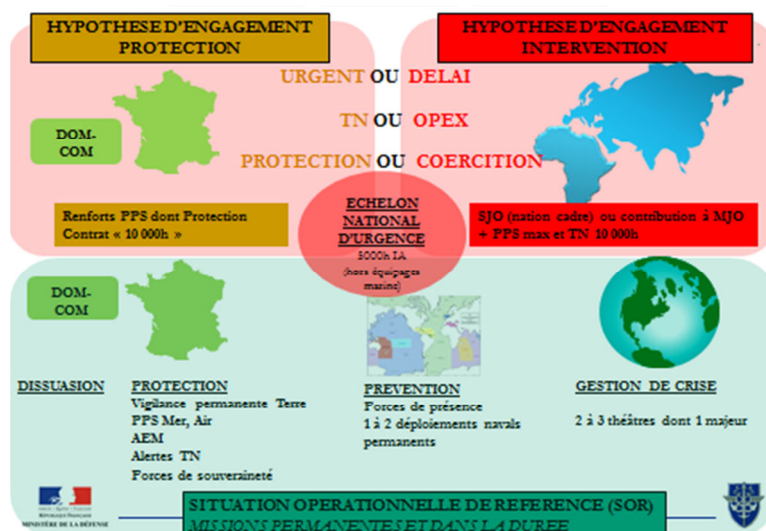 HYPOTHESE D'ENGAGEMENT
PROTECTION
HYPOTHESE D'ENGAGEMENT
INTERVENTION
URGENT OU DELAI
TN OU OPEX
PROTECTION OU COERCITION
DOM-
COM
Renforts PPS dont Protection
Contrat « 10 000h »
ECHELON
NATIONAL
D'URGENCE
5000h IA
(hors équipages
marine)
SJO (nation cadre) ou contribution à MJO
+ PPS max et TN 10 000h
DOM-
COM
DISSUASION
PROTECTION
Vigilance permanente Terre
PPS Mer, Air
AEM
Alertes TN
Forces de souveraineté
PREVENTION
Forces de présence
1 à 2 déploiements navals
permanents
GESTION DE CRISE
2 à 3 théâtres dont 1 majeur
RÉPUBLIQUE FRANÇAISE
MINISTÈRE DE LA DÉFENSE
SITUATION OPERATIONNELLE DE REFERENCE (SOR)
MISSIONS PERMANENTES ET DANS LA DUREE